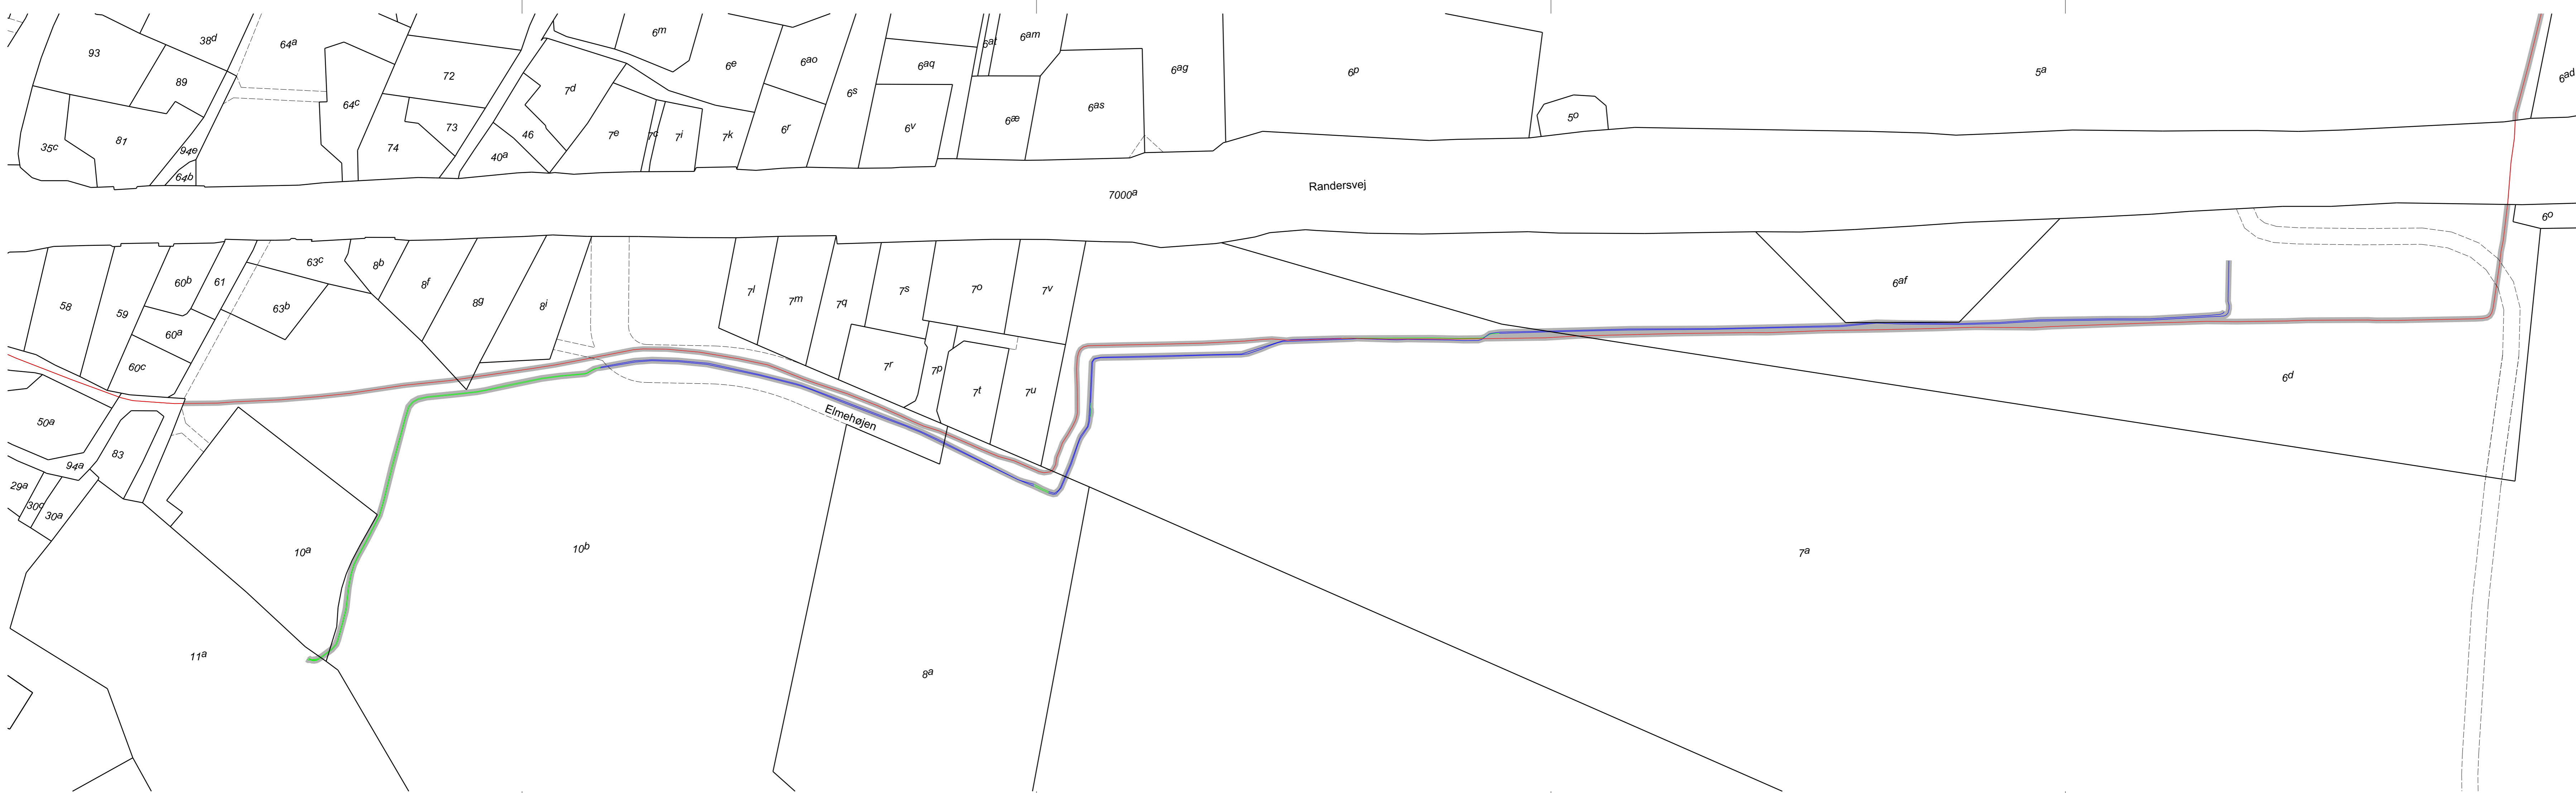 38d
64a
6m
6at
6am
93
6e
6ao
6aq
6ag
6p
5a
6ad
89
72
7d
6s
64c
6as
5o
73
6v
6æ
81
35c
46
7e
7c
7i
7k
6r
74
40a
94e
64b
7000a
Randersvej
6o
63c
8b
60b
61
8f
7l
7m
7q
7s
7o
7v
6af
58
59
63b
8g
8i
60a
60c
7r
7p
7t
7u
6d
Elmehøjen
50a
83
94a
29a
30c
30a
10a
10b
7a
11a
8a